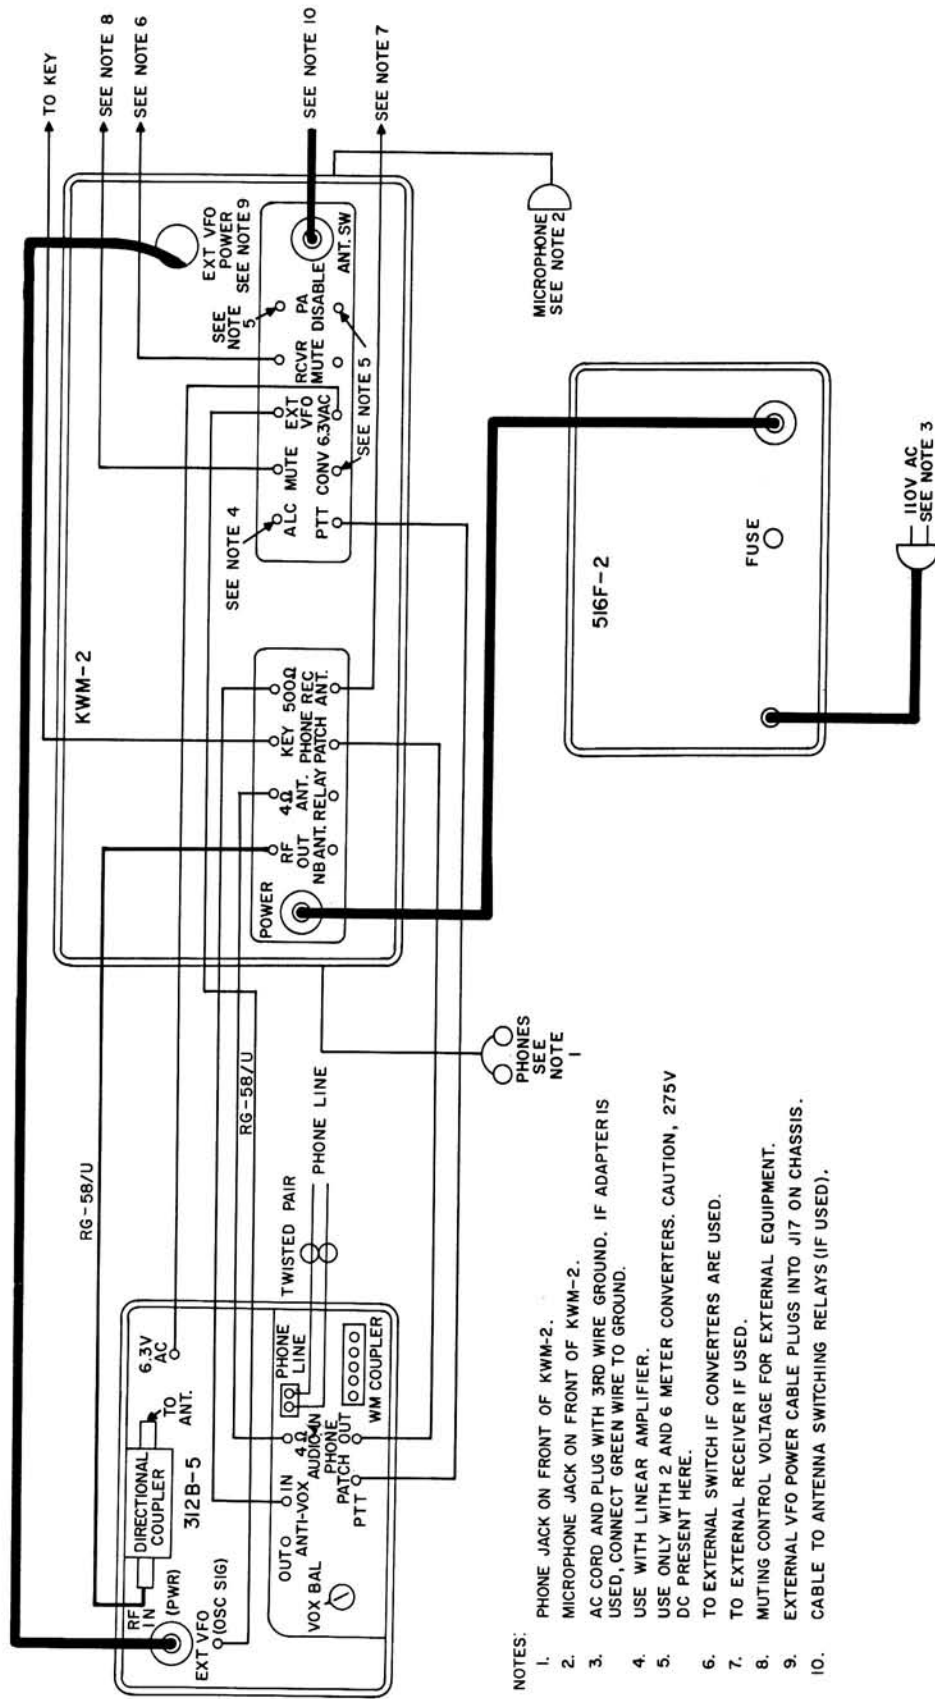 TO KEY
SEE NOTE 8
SEE NOTE 6
SEE NOTE 10
SEE NOTE 7
KWM-2
EXT VFO
POWER
SEE NOTE 9
SEE NOTE 4
SEE
NOTE
5
ALC MUTE EXT
VFO RCVR
MUTE PA
DISABLE
PTT CONV 6.3VAC
ANT. SW
SEE NOTE 5
POWER
RF
OUT 4Ω KEY 500Ω
NB ANT. ANT.
RELAY PHONE
PATCH REC
ANT.
MICROPHONE
SEE NOTE 2
RG-58/U
RG-58/U
TWISTED PAIR
PHONE LINE
PHONES
SEE
NOTE
1
312B-5
RF
IN
DIRECTIONAL
COUPLER
TO
ANT.
6.3V
AC
(PWR)
EXT VFO
(OSC SIG)
OUT IN
ANTI-VOX
4Ω
AUDIO IN
PHONE
LINE
VOX BAL
PTT
PHONE
PATCH OUT
WM COUPLER
516F-2
FUSE
110V AC
SEE NOTE 3
NOTES:
1. PHONE JACK ON FRONT OF KWM-2.
2. MICROPHONE JACK ON FRONT OF KWM-2.
3. AC CORD AND PLUG WITH 3RD WIRE GROUND. IF ADAPTER IS
USED, CONNECT GREEN WIRE TO GROUND.
4. USE WITH LINEAR AMPLIFIER.
5. USE ONLY WITH 2 AND 6 METER CONVERTERS. CAUTION, 275V
DC PRESENT HERE.
6. TO EXTERNAL SWITCH IF CONVERTERS ARE USED.
7. TO EXTERNAL RECEIVER IF USED.
8. MUTING CONTROL VOLTAGE FOR EXTERNAL EQUIPMENT.
9. EXTERNAL VFO POWER CABLE PLUGS INTO J17 ON CHASSIS.
10. CABLE TO ANTENNA SWITCHING RELAYS (IF USED).